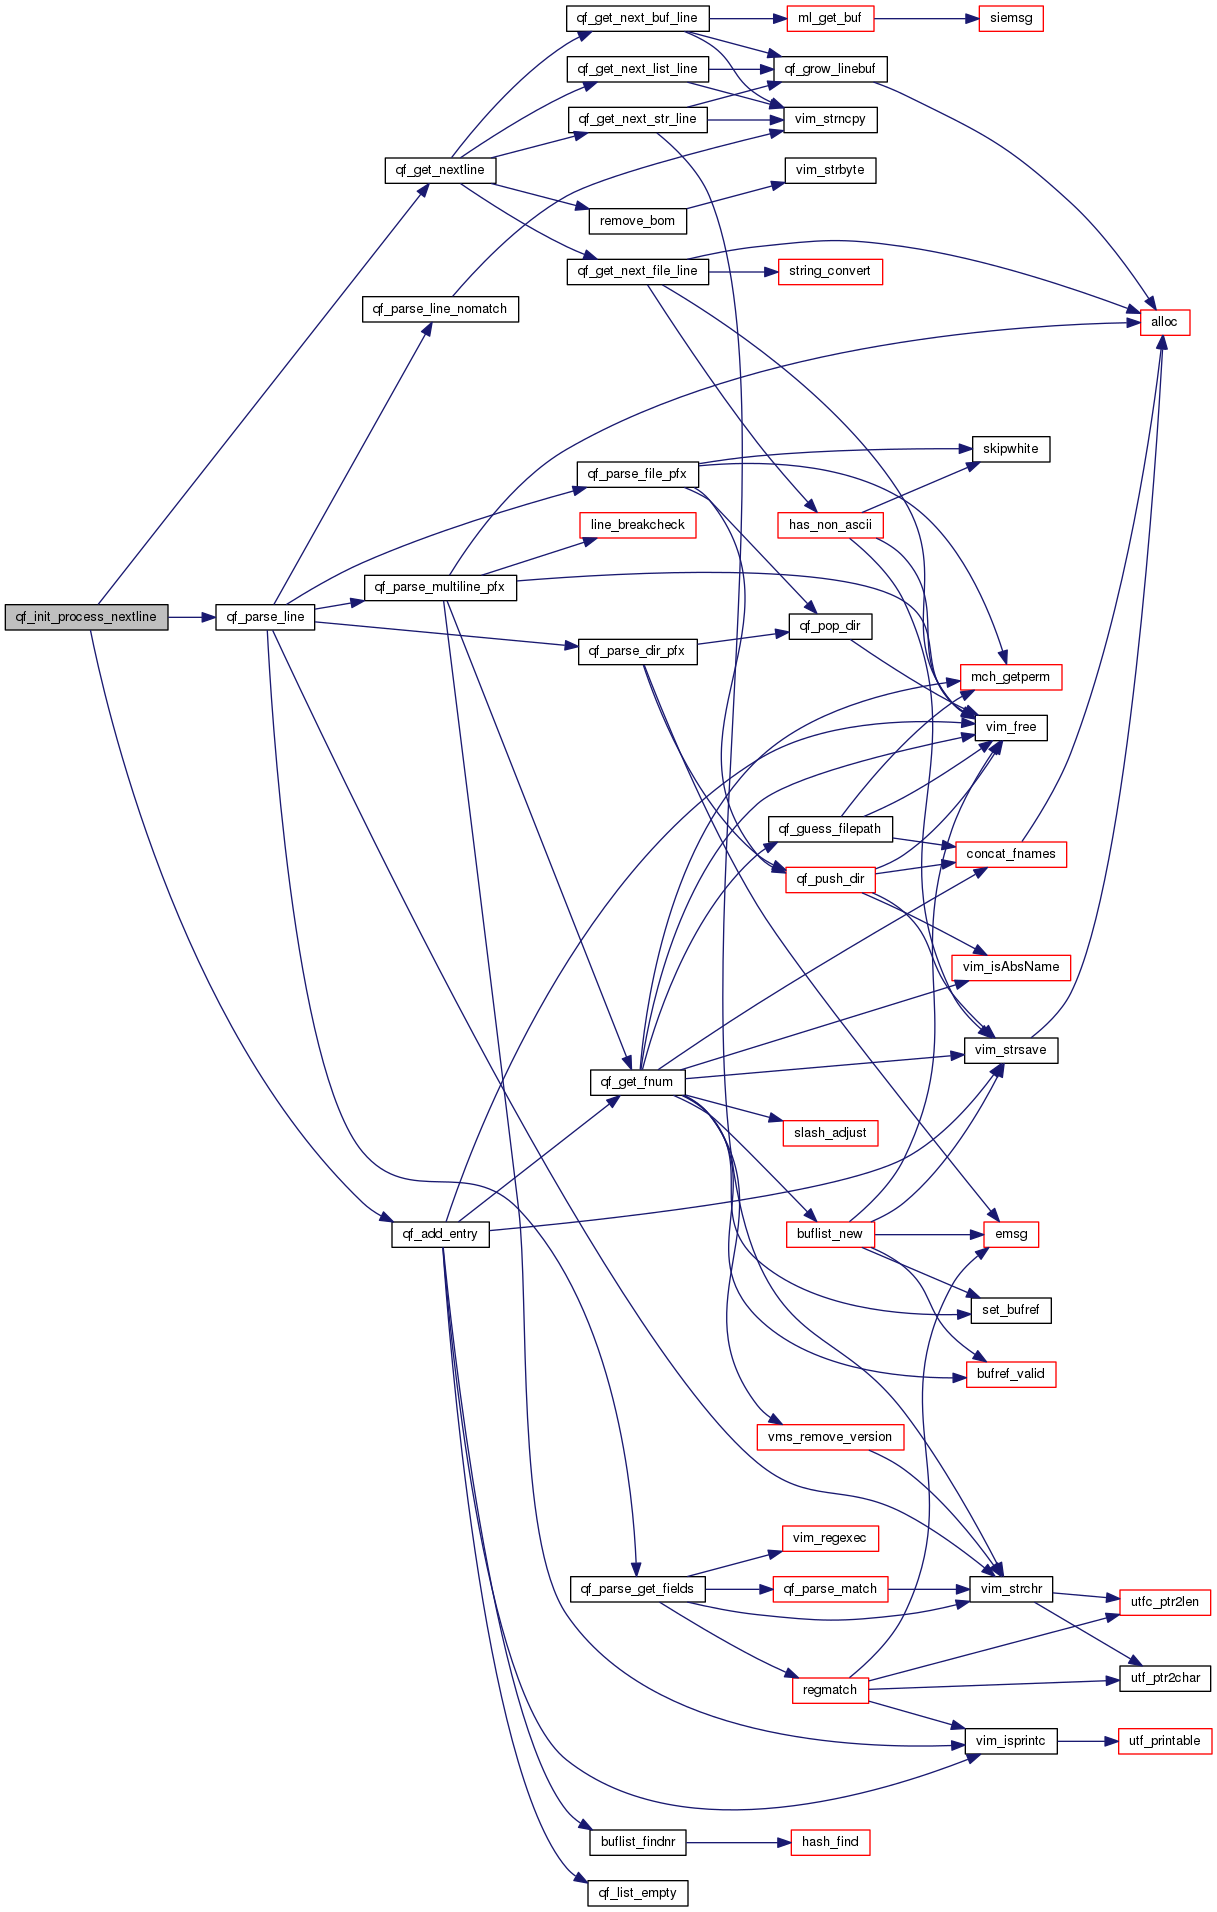 qf_get_next_buf_line
ml_get_buf
siemsg
qf_get_next_list_line
qf_grow_linebuf
qf_get_next_str_line
vim_strncpy
qf_get_nextline
vim_strbyte
remove_bom
qf_get_next_file_line
string_convert
qf_parse_line_nomatch
alloc
skipwhite
qf_parse_file_pfx
line_breakcheck
has_non_ascii
qf_parse_multiline_pfx
qf_init_process_nextline
qf_parse_line
qf_pop_dir
qf_parse_dir_pfx
mch_getperm
vim_free
qf_guess_filepath
concat_fnames
qf_push_dir
vim_isAbsName
vim_strsave
qf_get_fnum
slash_adjust
qf_add_entry
buflist_new
emsg
set_bufref
bufref_valid
vms_remove_version
vim_regexec
qf_parse_get_fields
qf_parse_match
vim_strchr
utfc_ptr2len
utf_ptr2char
regmatch
vim_isprintc
utf_printable
buflist_findnr
hash_find
qf_list_empty